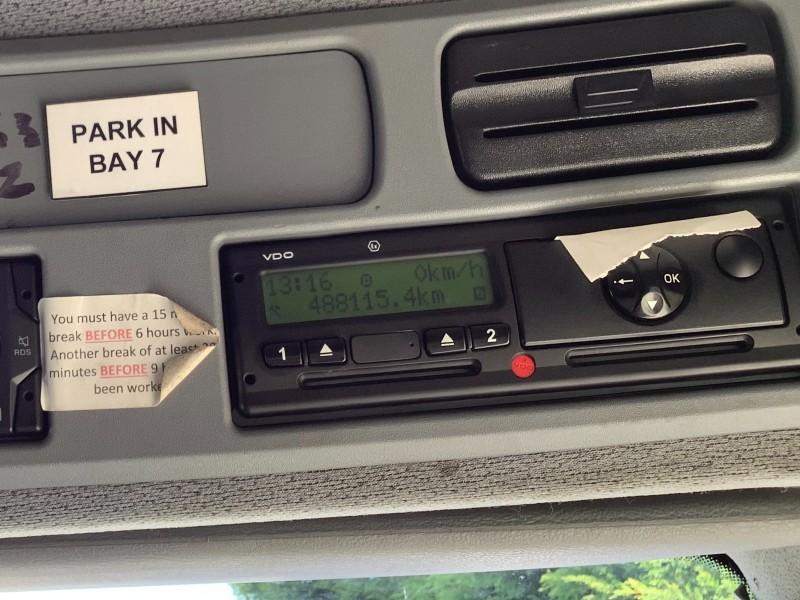 PARK IN
BAY 7
VDO
Ex
13:16 0km/h
488115.4km
1 2
OK
RDS
You must have a 15
break BEFORE 6 hours
Another break of at least
minutes BEFORE 9
been